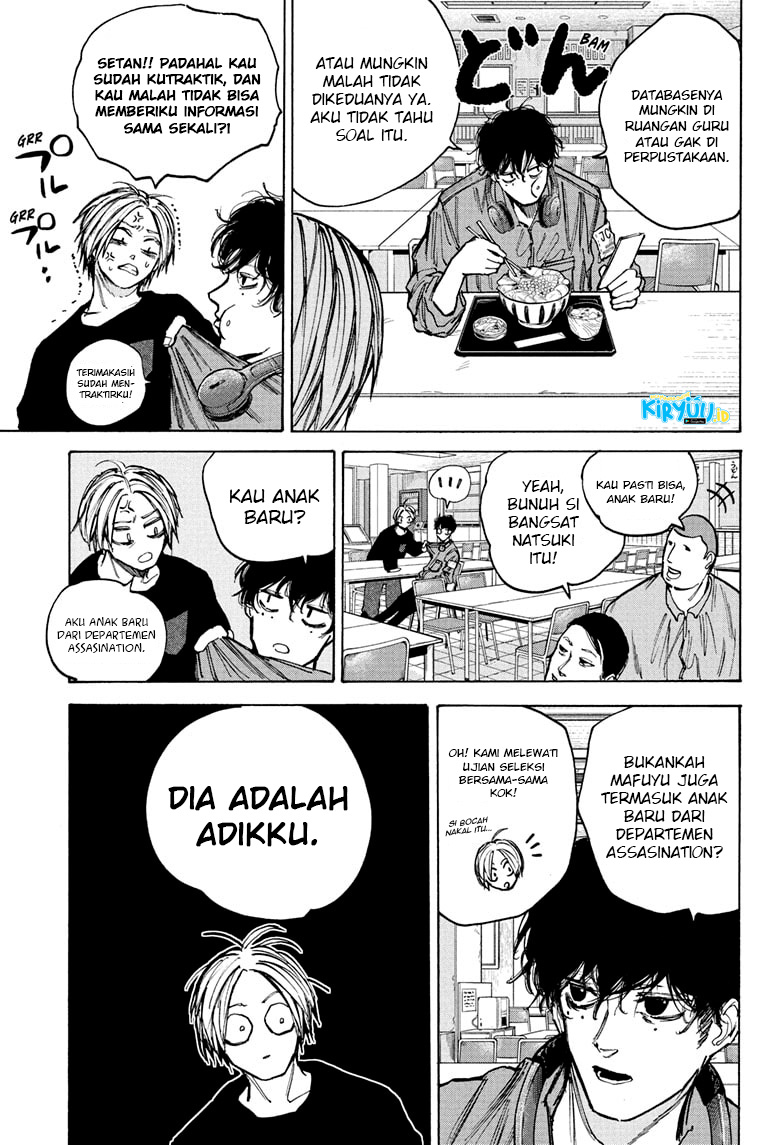 どん
BAM
DATABASENYA
MUNGKIN DI
RUANGAN GURU
ATAU GAK DI
PERPUSTAKAAN.
ATAU MUNGKIN
MALAH TIDAK
DIKEDUANYA YA.
AKU TIDAK TAHU
SOAL ITU.
KIRYUU.ID
SETAN!! PADAHAL KAU
SUDAH KUTRAKTIK, DAN
KAU MALAH TIDAK BISA
MEMBERIKU INFORMASI
SAMA SEKALI?!
GRR
プルル
GRR
プルル
TERIMAKASIH
SUDAH MEN-
TRAKTIRKU!
KAU PASTI BISA,
ANAK BARU!
YEAH,
BUNUH SI
BANGSAT
NATSUKI
ITU!
KAU ANAK
BARU?
AKU ANAK BARU
DARI DEPARTEMEN
ASSASINATION.
BUKANKAH
MAFUYU JUGA
TERMASUK ANAK
BARU DARI
DEPARTEMEN
ASSASINATION?
OH! KAMI MELEWATI
UJIAN SELEKSI
BERSAMA-SAMA
KOK!
SI BOCAH
NAKAL ITU...
DIA ADALAH
ADIKKU.